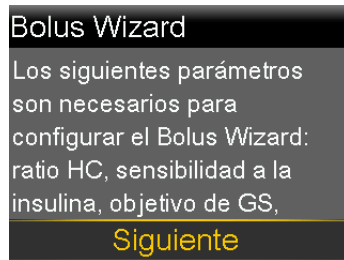 Bolus Wizard
Los siguientes parámetros
son necesarios para
configurar el Bolus Wizard:
ratio HC, sensibilidad a la
insulina, objetivo de GS,
Siguiente